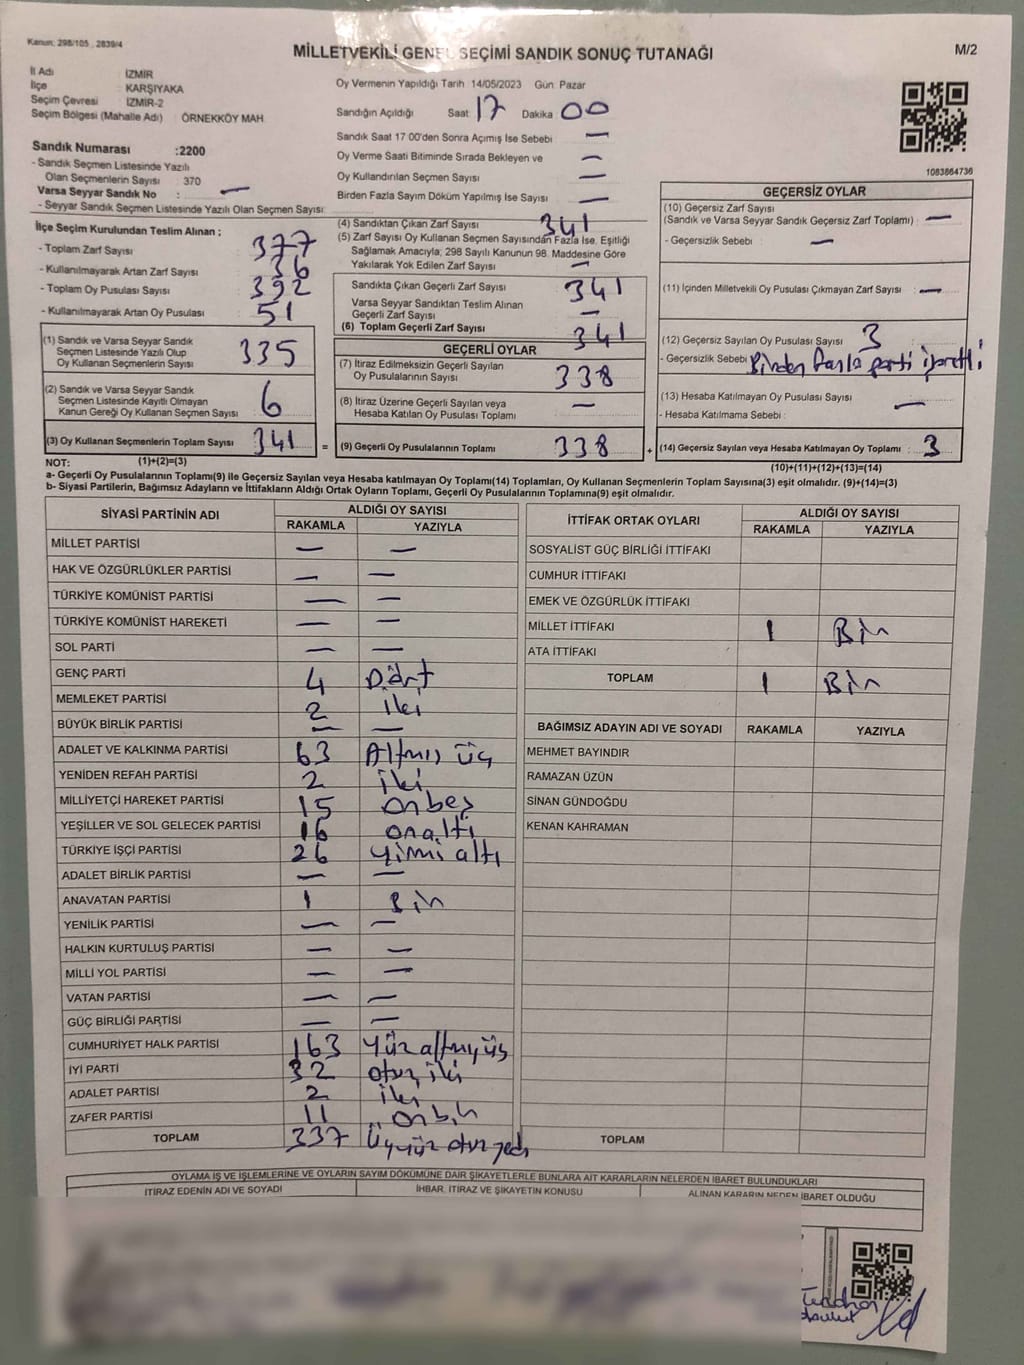 Kanun: 298/105 , 2839/4
MİLLETVEKİLİ GENEL SEÇİMİ SANDIK SONUÇ TUTANAĞI
M/2
İl Adı : İZMİR
İlçe : KARŞIYAKA
Seçim Çevresi : İZMİR-2
Seçim Bölgesi (Mahalle Adı) : ÖRNEKKÖY MAH.
Sandık Numarası :2200
- Sandık Seçmen Listesinde Yazılı
Olan Seçmenlerin Sayısı : 370
Varsa Seyyar Sandık No : —
- Seyyar Sandık Seçmen Listesinde Yazılı Olan Seçmen Sayısı:
Oy Vermenin Yapıldığı Tarih 14/05/2023 Gün: Pazar
Sandığın Açıldığı Saat 17 Dakika 00
Sandık Saat 17 00'den Sonra Açımış İse Sebebi —
Oy Verme Saati Bitiminde Sırada Bekleyen ve —
Oy Kullandırılan Seçmen Sayısı —
Birden Fazla Sayım Döküm Yapılmış İse Sayısı —
1083864736
İlçe Seçim Kurulundan Teslim Alınan ;
- Toplam Zarf Sayısı 377
- Kullanılmayarak Artan Zarf Sayısı 36
- Toplam Oy Pusulası Sayısı 392
- Kullanılmayarak Artan Oy Pusulası 51
(1) Sandık ve Varsa Seyyar Sandık
Seçmen Listesinde Yazılı Olup
Oy Kullanan Seçmenlerin Sayısı 335
(2) Sandık ve Varsa Seyyar Sandık
Seçmen Listesinde Kayıtlı Olmayan
Kanun Gereği Oy Kullanan Seçmen Sayısı 6
(3) Oy Kullanan Seçmenlerin Toplam Sayısı 341 =
(1)+(2)=(3)
(4) Sandıktan Çıkan Zarf Sayısı 341
(5) Zarf Sayısı Oy Kullanan Seçmen Sayısından Fazla İse, Eşitliği
Sağlamak Amacıyla; 298 Sayılı Kanunun 98. Maddesine Göre
Yakılarak Yok Edilen Zarf Sayısı —
Sandıkta Çıkan Geçerli Zarf Sayısı 341
Varsa Seyyar Sandıktan Teslim Alınan
Geçerli Zarf Sayısı —
(6) Toplam Geçerli Zarf Sayısı 341
GEÇERLİ OYLAR
(7) İtiraz Edilmeksizin Geçerli Sayılan
Oy Pusulalarının Sayısı 338
(8) İtiraz Üzerine Geçerli Sayılan veya
Hesaba Katılan Oy Pusulası Toplamı —
(9) Geçerli Oy Pusulalarının Toplamı 338 +
GEÇERSİZ OYLAR
(10) Geçersiz Zarf Sayısı
(Sandık ve Varsa Seyyar Sandık Geçersiz Zarf Toplamı) : —
- Geçersizlik Sebebi : —
(11) İçinden Milletvekili Oy Pusulası Çıkmayan Zarf Sayısı : —
(12) Geçersiz Sayılan Oy Pusulası Sayısı : 3
- Geçersizlik Sebebi : Birden fazla parti işaretli
(13) Hesaba Katılmayan Oy Pusulası Sayısı : —
- Hesaba Katılmama Sebebi :
(14) Geçersiz Sayılan veya Hesaba Katılmayan Oy Toplamı : 3
(10)+(11)+(12)+(13)=(14)
NOT:
a- Geçerli Oy Pusulalarının Toplamı(9) ile Geçersiz Sayılan veya Hesaba Katılmayan Oy Toplamı(14) Toplamları, Oy Kullanan Seçmenlerin Toplam Sayısına(3) eşit olmalıdır. (9)+(14)=(3)
b- Siyasi Partilerin, Bağımsız Adayların ve İttifakların Aldığı Ortak Oyların Toplamı, Geçerli Oy Pusulalarının Toplamına(9) eşit olmalıdır.
SİYASİ PARTİNİN ADI ALDIĞI OY SAYISI
RAKAMLA YAZIYLA
MİLLET PARTİSİ — —
HAK VE ÖZGÜRLÜKLER PARTİSİ — —
TÜRKİYE KOMÜNİST PARTİSİ — —
TÜRKİYE KOMÜNİST HAREKETİ — —
SOL PARTİ — —
GENÇ PARTİ 4 Dört
MEMLEKET PARTİSİ 2 iki
BÜYÜK BİRLİK PARTİSİ — —
ADALET VE KALKINMA PARTİSİ 63 Altmış üç
YENİDEN REFAH PARTİSİ 2 iki
MİLLİYETÇİ HAREKET PARTİSİ 15 onbeş
YEŞİLLER VE SOL GELECEK PARTİSİ 16 onaltı
TÜRKİYE İŞÇİ PARTİSİ 26 yirmi altı
ADALET BİRLİK PARTİSİ — —
ANAVATAN PARTİSİ 1 Bir
YENİLİK PARTİSİ — —
HALKIN KURTULUŞ PARTİSİ — —
MİLLİ YOL PARTİSİ — —
VATAN PARTİSİ — —
GÜÇ BİRLİĞİ PARTİSİ — —
CUMHURİYET HALK PARTİSİ 163 Yüz altmışüç
İYİ PARTİ 32 otuz iki
ADALET PARTİSİ 2 iki
ZAFER PARTİSİ 11 onbir
TOPLAM 337 Üçyüz otuz yedi
İTTİFAK ORTAK OYLARI ALDIĞI OY SAYISI
RAKAMLA YAZIYLA
SOSYALİST GÜÇ BİRLİĞİ İTTİFAKI
CUMHUR İTTİFAKI
EMEK VE ÖZGÜRLÜK İTTİFAKI
MİLLET İTTİFAKI 1 Bir
ATA İTTİFAKI
TOPLAM 1 Bir
BAĞIMSIZ ADAYIN ADI VE SOYADI RAKAMLA YAZIYLA
MEHMET BAYINDIR
RAMAZAN ÜZÜN
SİNAN GÜNDOĞDU
KENAN KAHRAMAN
TOPLAM
OYLAMA İŞ VE İŞLEMLERİNE VE OYLARIN SAYIM DÖKÜMÜNE DAİR ŞİKAYETLERLE BUNLARA AİT KARARLARIN NELERDEN İBARET BULUNDUKLARI
İTİRAZ EDENİN ADI VE SOYADI İHBAR, İTİRAZ VE ŞİKAYETİN KONUSU ALINAN KARARIN NEDEN İBARET OLDUĞU